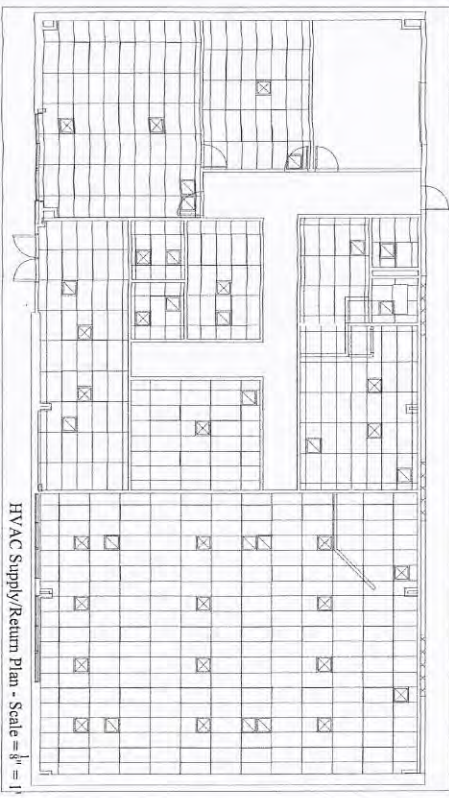 HVAC Supply/Return Plan - Scale = 1/8" = 1'